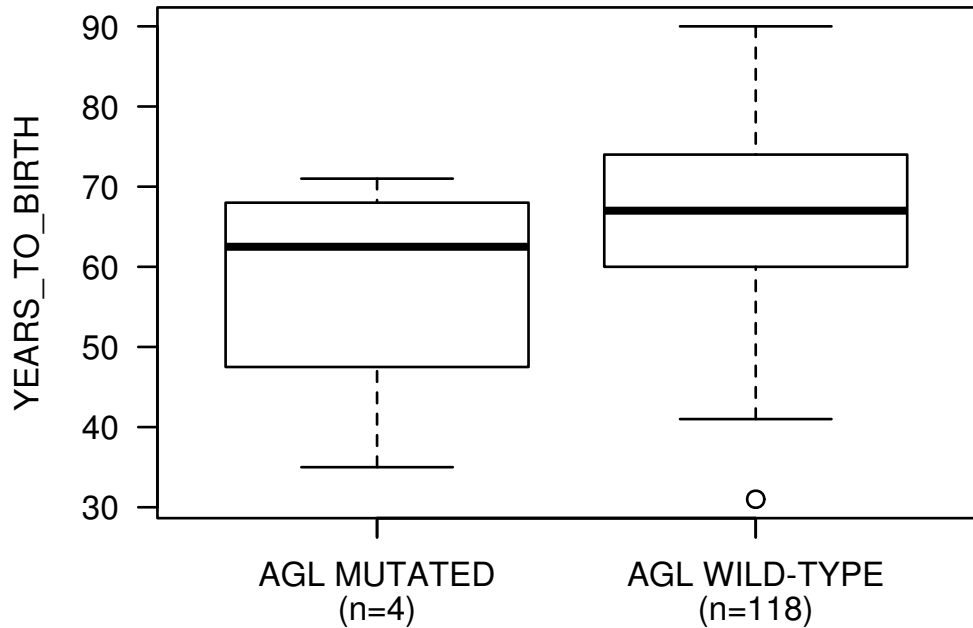 YEARS_TO_BIRTH
90
80
70
60
50
40
30
AGL MUTATED
(n=4)
AGL WILD-TYPE
(n=118)